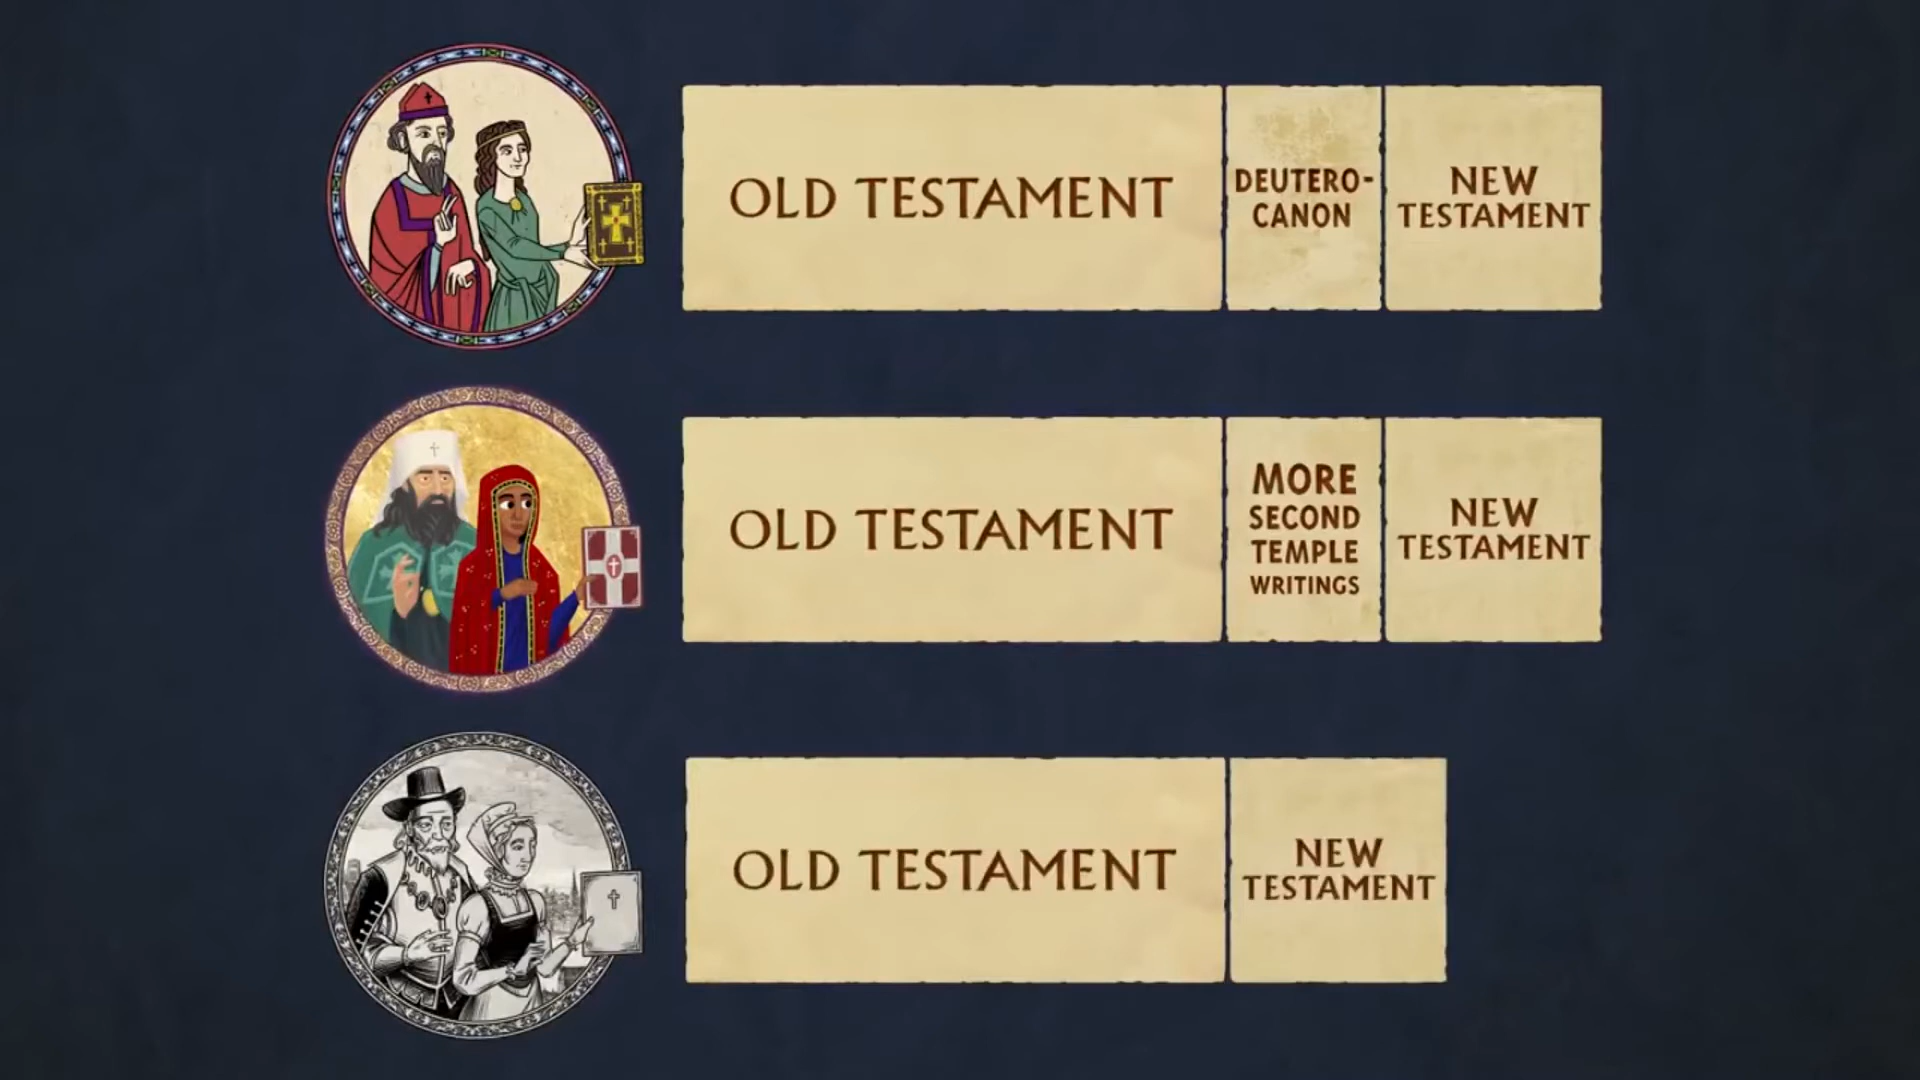 OLD TESTAMENT
DEUTERO-
CANON
NEW
TESTAMENT
OLD TESTAMENT
MORE
SECOND
TEMPLE
WRITINGS
NEW
TESTAMENT
OLD TESTAMENT
NEW
TESTAMENT